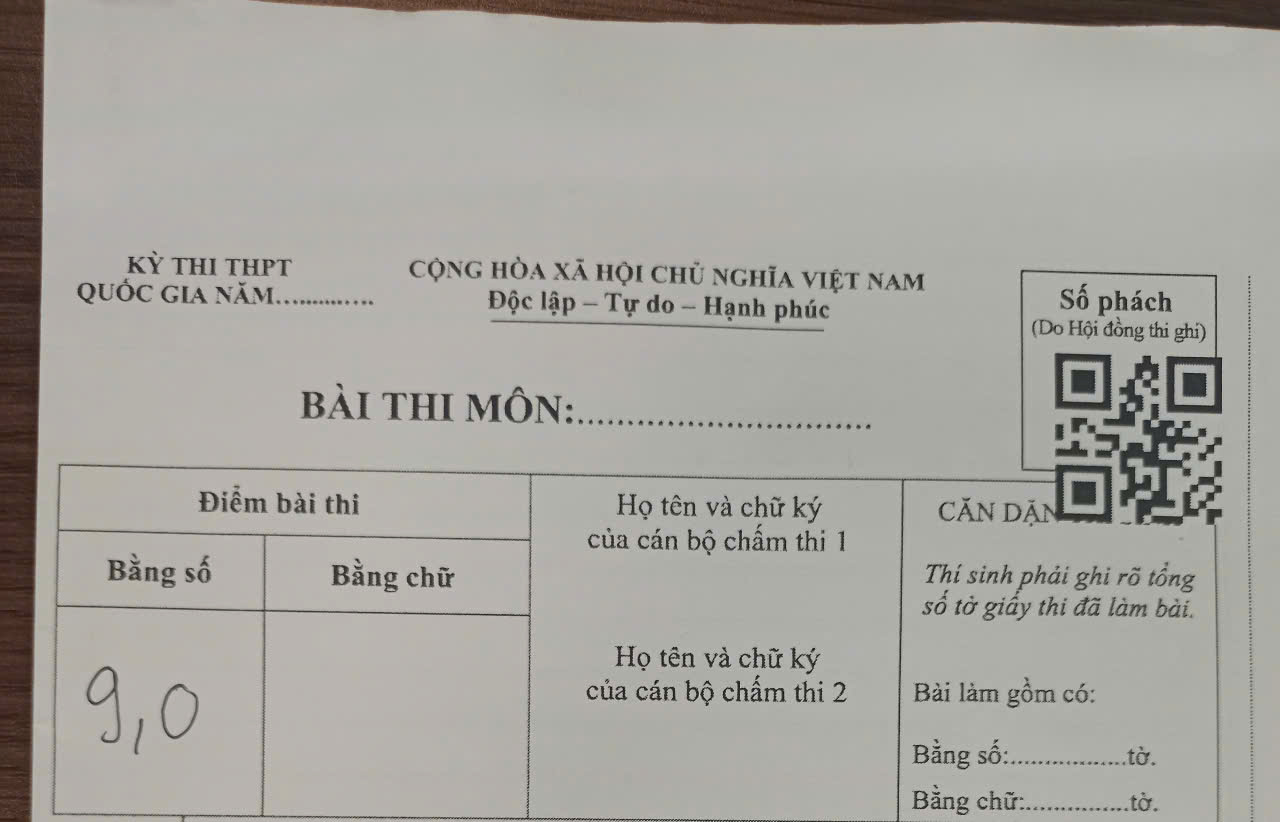 KỲ THI THPT
QUỐC GIA NĂM..............
CỘNG HÒA XÃ HỘI CHỦ NGHĨA VIỆT NAM
Độc lập – Tự do – Hạnh phúc
Số phách
(Do Hội đồng thi ghi)
BÀI THI MÔN:..............................
Điểm bài thi
Bằng số
Bằng chữ
9,0
Họ tên và chữ ký
của cán bộ chấm thi 1
Họ tên và chữ ký
của cán bộ chấm thi 2
CĂN DẶN
Thí sinh phải ghi rõ tổng
số tờ giấy thi đã làm bài.
Bài làm gồm có:
Bằng số:.................tờ.
Bằng chữ:...............tờ.